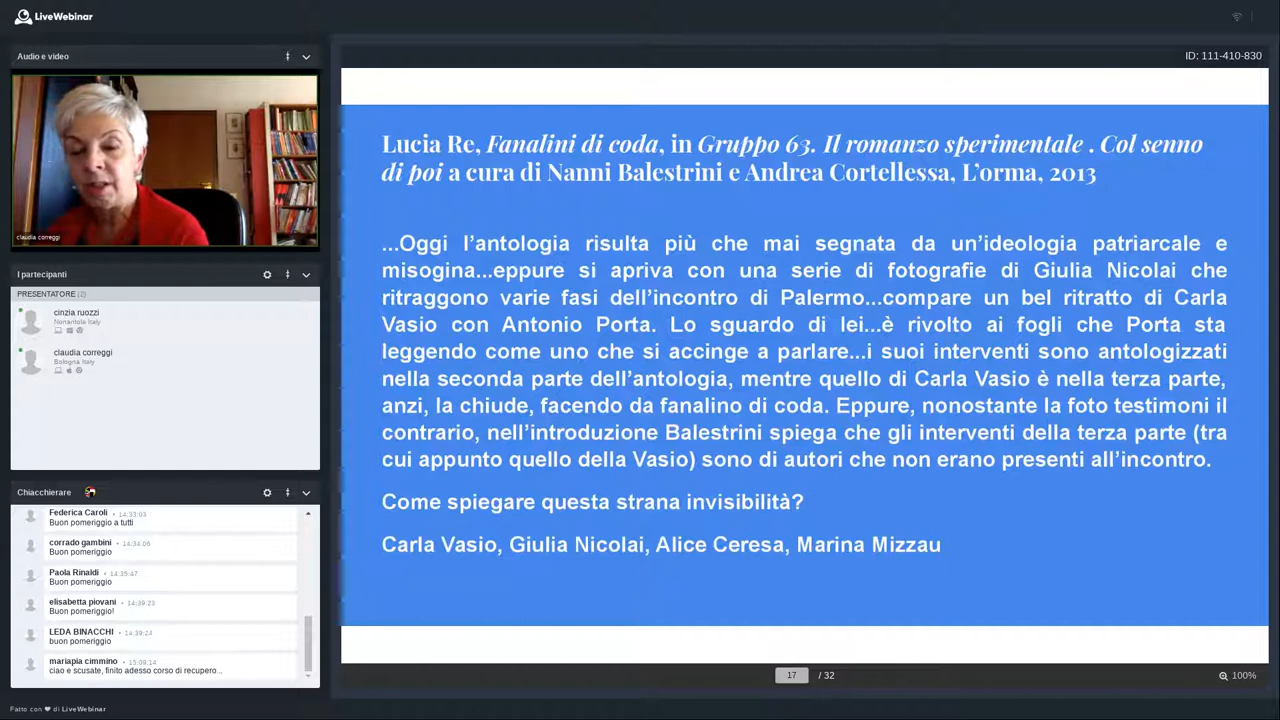 LiveWebinar
Audio e video
ID: 111-410-830
claudia correggi
I partecipanti
PRESENTATORE (2)
cinzia ruozzi
Nonantola Italy
claudia correggi
Bologna Italy
Chiacchierare
Federica Caroli • 14:33:03
Buon pomeriggio a tutti
corrado gambini • 14:34:06
Buon pomeriggio
Paola Rinaldi • 14:35:47
Buon pomeriggio
elisabetta piovani • 14:39:23
Buon pomeriggio!
LEDA BINACCHI • 14:39:24
buon pomeriggio
mariapia cimmino • 15:09:14
ciao e scusate, finito adesso corso di recupero...
Fatto con ❤ di LiveWebinar
Lucia Re, Fanalini di coda, in Gruppo 63. Il romanzo sperimentale . Col senno
di poi a cura di Nanni Balestrini e Andrea Cortellessa, L'orma, 2013
...Oggi l'antologia risulta più che mai segnata da un'ideologia patriarcale e
misogina...eppure si apriva con una serie di fotografie di Giulia Nicolai che
ritraggono varie fasi dell'incontro di Palermo...compare un bel ritratto di Carla
Vasio con Antonio Porta. Lo sguardo di lei...è rivolto ai fogli che Porta sta
leggendo come uno che si accinge a parlare...i suoi interventi sono antologizzati
nella seconda parte dell'antologia, mentre quello di Carla Vasio è nella terza parte,
anzi, la chiude, facendo da fanalino di coda. Eppure, nonostante la foto testimoni il
contrario, nell'introduzione Balestrini spiega che gli interventi della terza parte (tra
cui appunto quello della Vasio) sono di autori che non erano presenti all'incontro.
Come spiegare questa strana invisibilità?
Carla Vasio, Giulia Nicolai, Alice Ceresa, Marina Mizzau
17 / 32
100%